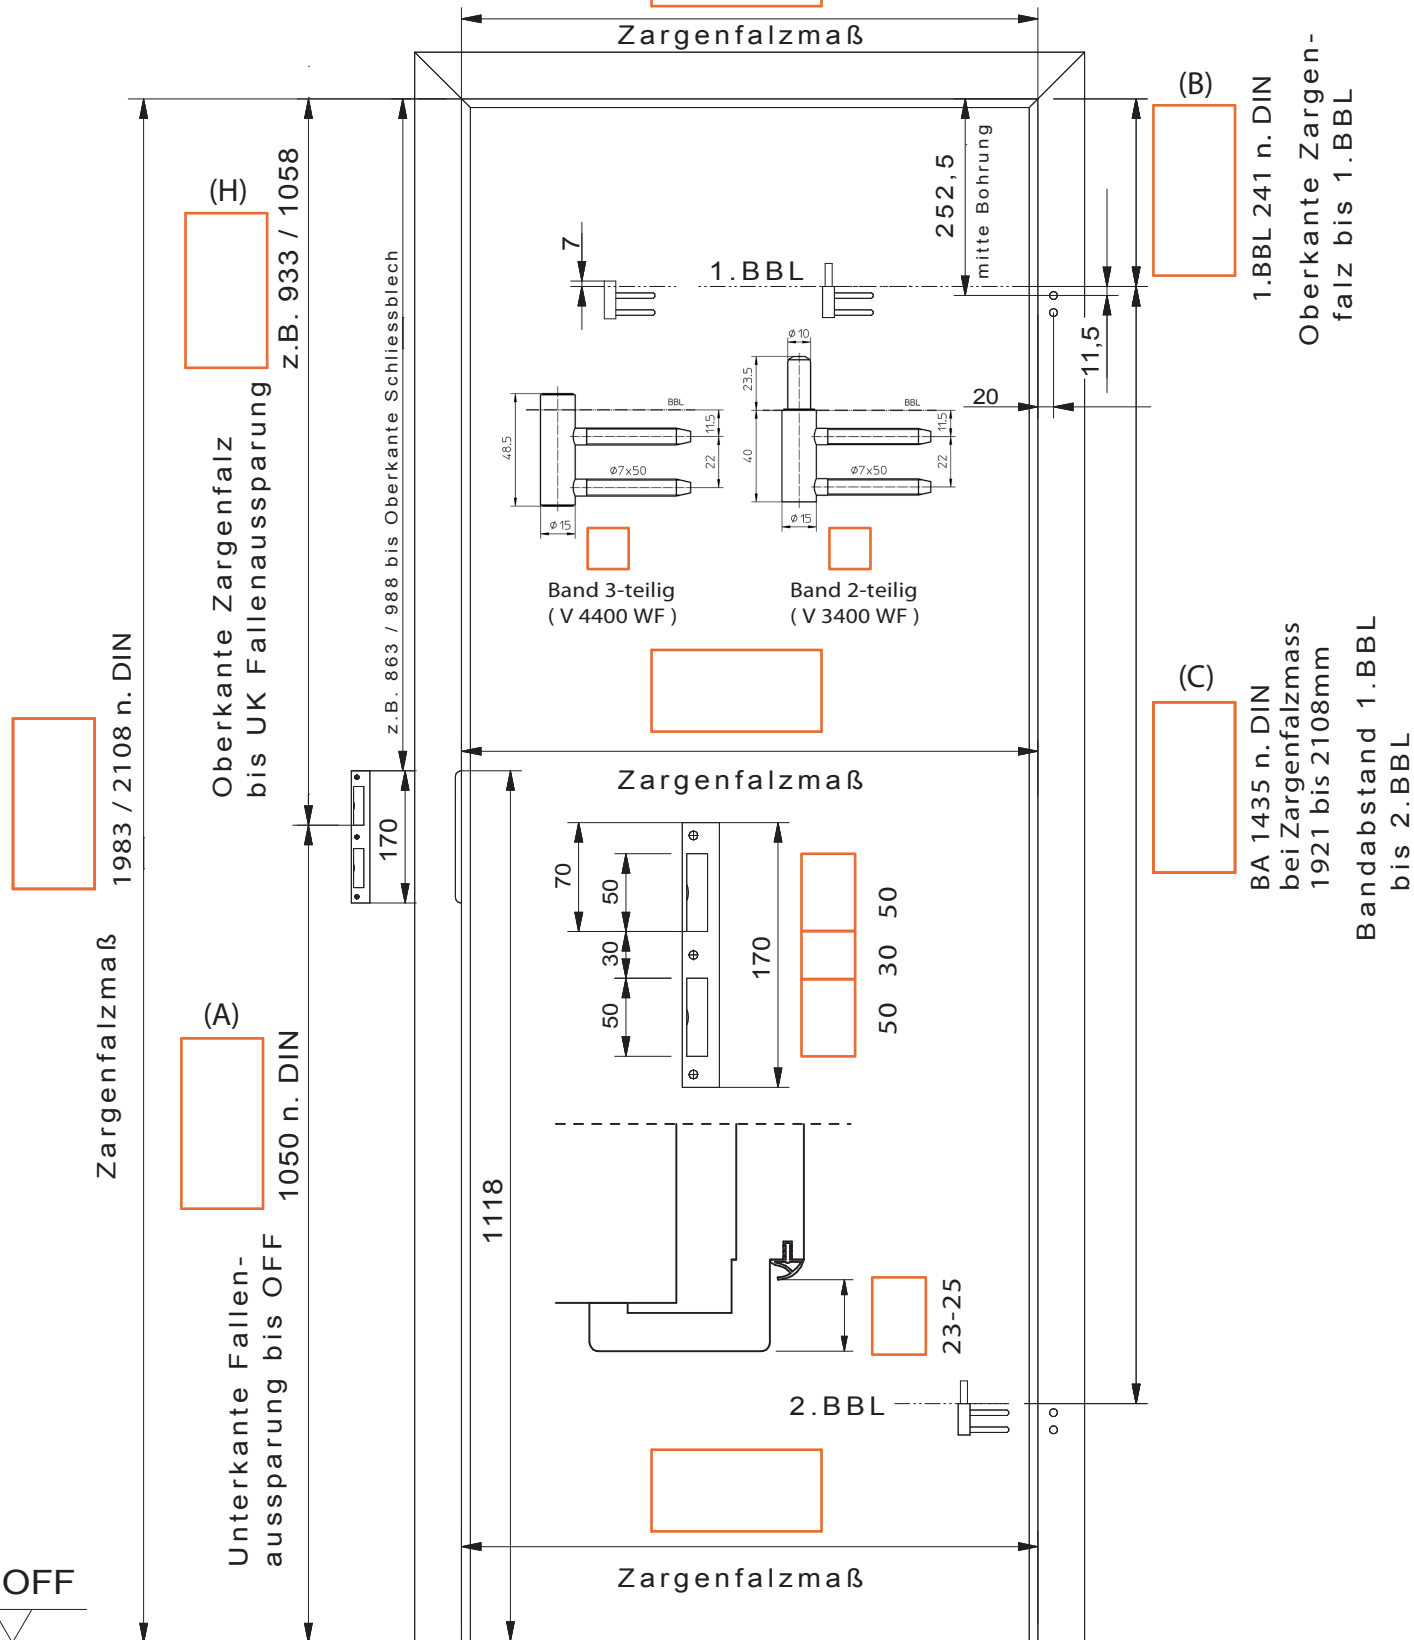 Zargenfalzmaß
(B)
1.BBL 241 n. DIN
Oberkante Zargen-
falz bis 1.BBL
(H)
z.B. 933 / 1058
Oberkante Zargenfalz
bis UK Fallenaussparung
z.B. 863 / 988 bis Oberkante Schliessblech
252,5
mitte Bohrung
7
1.BBL
11,5
20
ø 10
23.5
BBL
BBL
48.5
11.5
22
ø7x50
ø 15
40
11.5
22
ø7x50
ø 15
Band 3-teilig
( V 4400 WF )
Band 2-teilig
( V 3400 WF )
1983 / 2108 n. DIN
Zargenfalzmaß
(C)
BA 1435 n. DIN
bei Zargenfalzmass
1921 bis 2108mm
Bandabstand 1.BBL
bis 2.BBL
Zargenfalzmaß
170
70
50
30
50
170
50
30
50
(A)
1050 n. DIN
Unterkante Fallen-
aussparung bis OFF
1118
23-25
2.BBL
Zargenfalzmaß
OFF